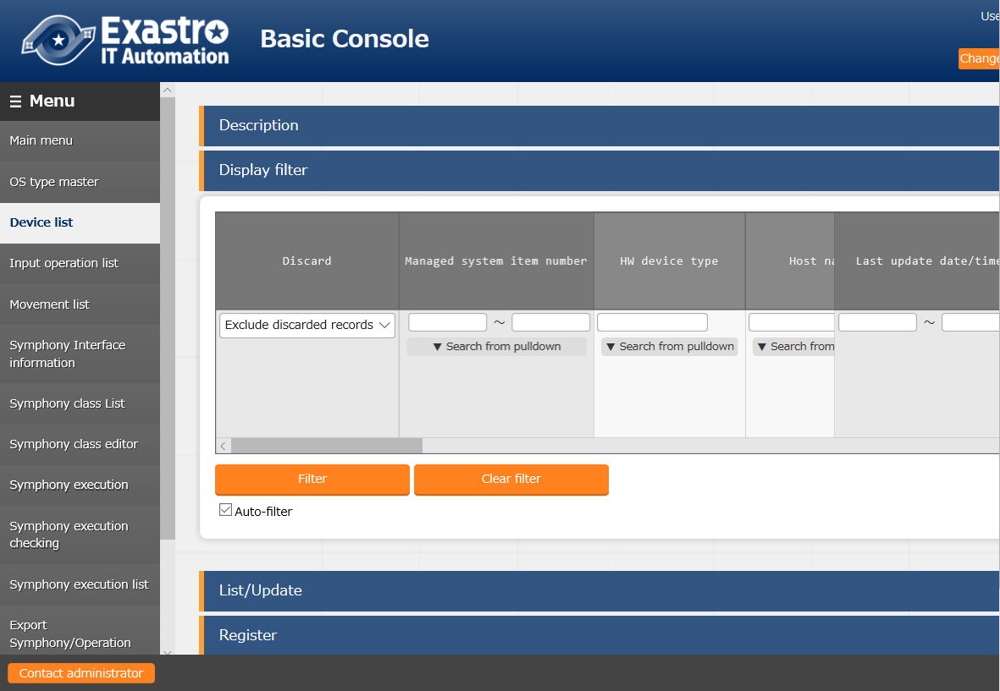 Exastro
IT Automation
Basic Console
Use
Change
Menu
Main menu
OS type master
Device list
Input operation list
Movement list
Symphony Interface
information
Symphony class List
Symphony class editor
Symphony execution
Symphony execution
checking
Symphony execution list
Export
Symphony/Operation
Contact administrator
Description
Display filter
Discard
Managed system item number
HW device type
Host na
Last update date/time
Exclude discarded records
~
~
▼ Search from pulldown
▼ Search from pulldown
▼ Search from
Filter
Clear filter
Auto-filter
List/Update
Register